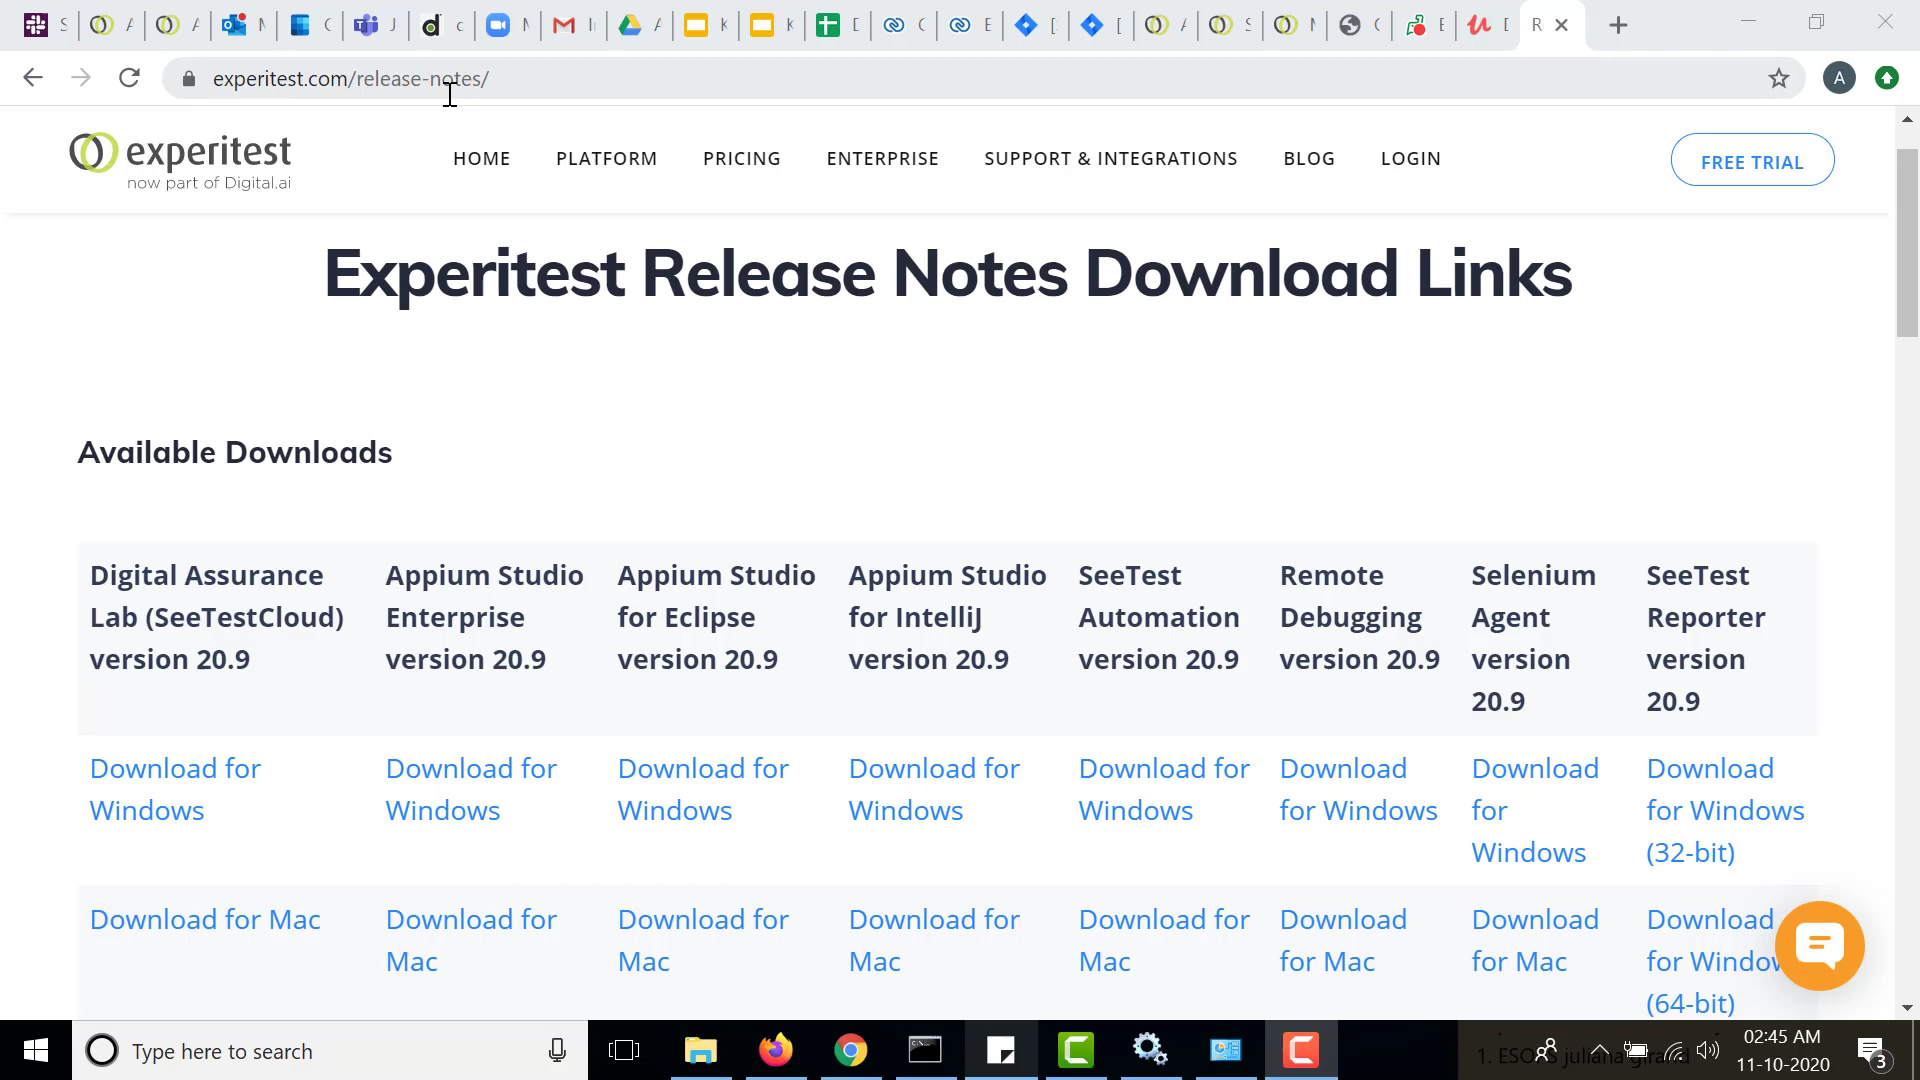 S
A
A
M
C
J
d
c
M
I
A
K
K
D
C
E
[
[
A
S
M
C
E
D
R
experitest.com/release-notes/
A
experitest
now part of Digital.ai
HOME PLATFORM PRICING ENTERPRISE SUPPORT & INTEGRATIONS BLOG LOGIN
FREE TRIAL
Experitest Release Notes Download Links
Available Downloads
Digital Assurance
Lab (SeeTestCloud)
version 20.9
Appium Studio
Enterprise
version 20.9
Appium Studio
for Eclipse
version 20.9
Appium Studio
for IntelliJ
version 20.9
SeeTest
Automation
version 20.9
Remote
Debugging
version 20.9
Selenium
Agent
version
20.9
SeeTest
Reporter
version
20.9
Download for
Windows
Download for
Windows
Download for
Windows
Download for
Windows
Download for
Windows
Download
for Windows
Download
for
Windows
Download
for Windows
(32-bit)
Download for Mac
Download for
Mac
Download for
Mac
Download for
Mac
Download for
Mac
Download
for Mac
Download
for Mac
Download
for Window
(64-bit)
Type here to search
02:45 AM
11-10-2020
3